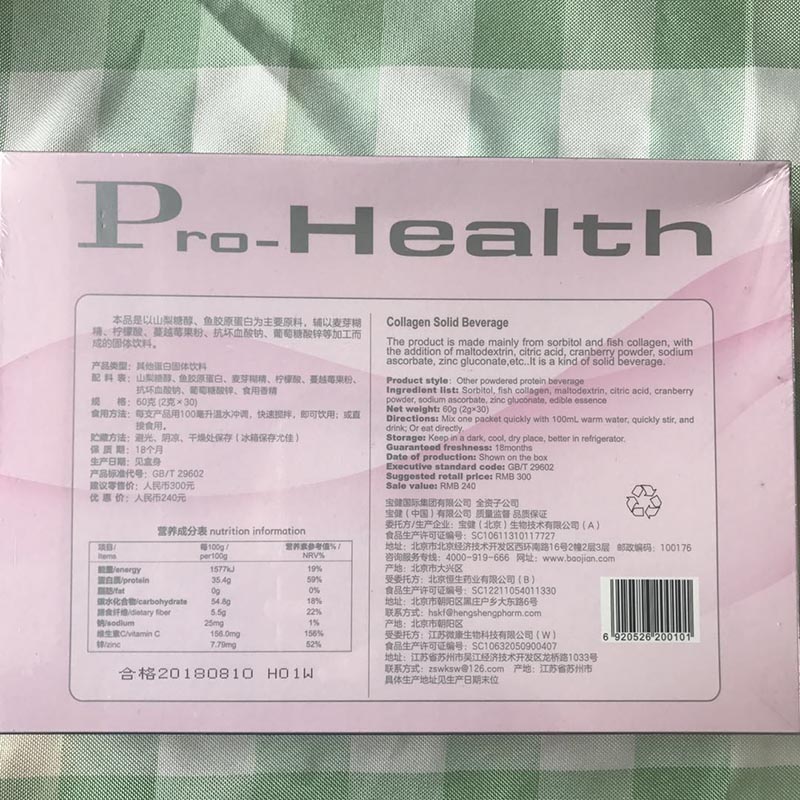 Pro-Health
本品是以山梨糖醇、鱼胶原蛋白为主要原料，辅以麦芽糊
精、柠檬酸、蔓越莓果粉、抗坏血酸钠、葡萄糖酸锌等加工而
成的固体饮料。
产品类型：其他蛋白固体饮料
配 料 表：山梨糖醇、鱼胶原蛋白、麦芽糊精、柠檬酸、蔓越莓果粉、
抗坏血酸钠、葡萄糖酸锌、食用香精
规 格：60克 (2克×30)
食用方法：每支产品用100毫升温水冲调，快速搅拌，即可饮用；或直
接食用。
贮藏方法：避光、阴凉、干燥处保存（冰箱保存尤佳）
保 质 期：18个月
生产日期：见盒身
产品标准代号：GB/T 29602
建议零售价：人民币300元
优 惠 价：人民币240元
营养成分表 nutrition information
项目/ 每100g / 营养素参考值% /
Items per100g NRV%
能量/energy 1577kJ 19%
蛋白质/protein 35.4g 59%
脂肪/fat 0g 0%
碳水化合物/carbohydrate 54.8g 18%
膳食纤维/dietary fiber 5.5g 22%
钠/sodium 25mg 1%
维生素C/vitamin C 156.0mg 156%
锌/zinc 7.79mg 52%
合格20180810 H01W
Collagen Solid Beverage
The product is made mainly from sorbitol and fish collagen, with
the addition of maltodextrin, citric acid, cranberry powder, sodium
ascorbate, zinc gluconate,etc..It is a kind of solid beverage.
Product style: Other powdered protein beverage
Ingredient list: Sorbitol, fish collagen, maltodextrin, citric acid, cranberry
powder, sodium ascorbate, zinc gluconate, edible essence
Net weight: 60g (2g×30)
Directions: Mix one packet quickly with 100mL warm water, quickly stir, and
drink; Or eat directly.
Storage: Keep in a dark, cool, dry place, better in refrigerator.
Guaranteed freshness: 18months
Date of production: Shown on the box
Executive standard code: GB/T 29602
Suggested retail price: RMB 300
Sale value: RMB 240
宝健国际集团有限公司 全资子公司
宝健（中国）有限公司 质量监督 品质保证
委托方/生产企业：宝健（北京）生物技术有限公司（A）
食品生产许可证编号：SC10611310117727
地址：北京市北京经济技术开发区西环南路16号2幢2层3层 邮政编码：100176
咨询服务专线：4000-919-666 网址：www.baojian.com
产地：北京市大兴区
受委托方：北京恒生药业有限公司（B）
食品生产许可证编号：SC12211054011330
地址：北京市朝阳区黑庄户乡大东路6号
联系方式：hskf@hengshengpharm.com
产地：北京市朝阳区
受委托方：江苏微康生物科技有限公司（W）
食品生产许可证编号：SC10632050900407
地址：江苏省苏州市吴江经济技术开发区龙桥路1033号
联系方式：zswksw@126.com 产地：江苏省苏州市
具体生产地址见生产日期末位
6 920526 200101